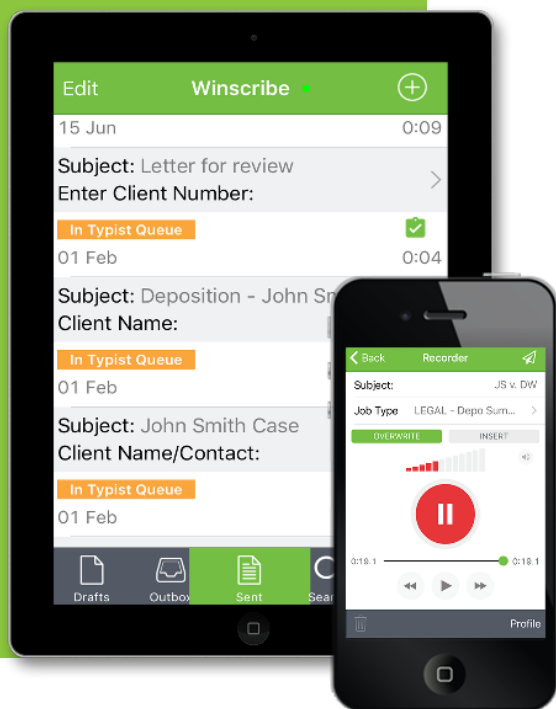 Edit Winscribe
15 Jun 0:09
Subject: Letter for review
Enter Client Number:
In Typist Queue
01 Feb 0:04
Subject: Deposition - John Sm
Client Name:
In Typist Queue
01 Feb
Subject: John Smith Case
Client Name/Contact:
In Typist Queue
01 Feb
Drafts Outbox Sent Sear
Back Recorder
Subject: JS v. DW
Job Type LEGAL - Depo Sum...
OVERWRITE INSERT
0:19.1 0:19.1
Profile